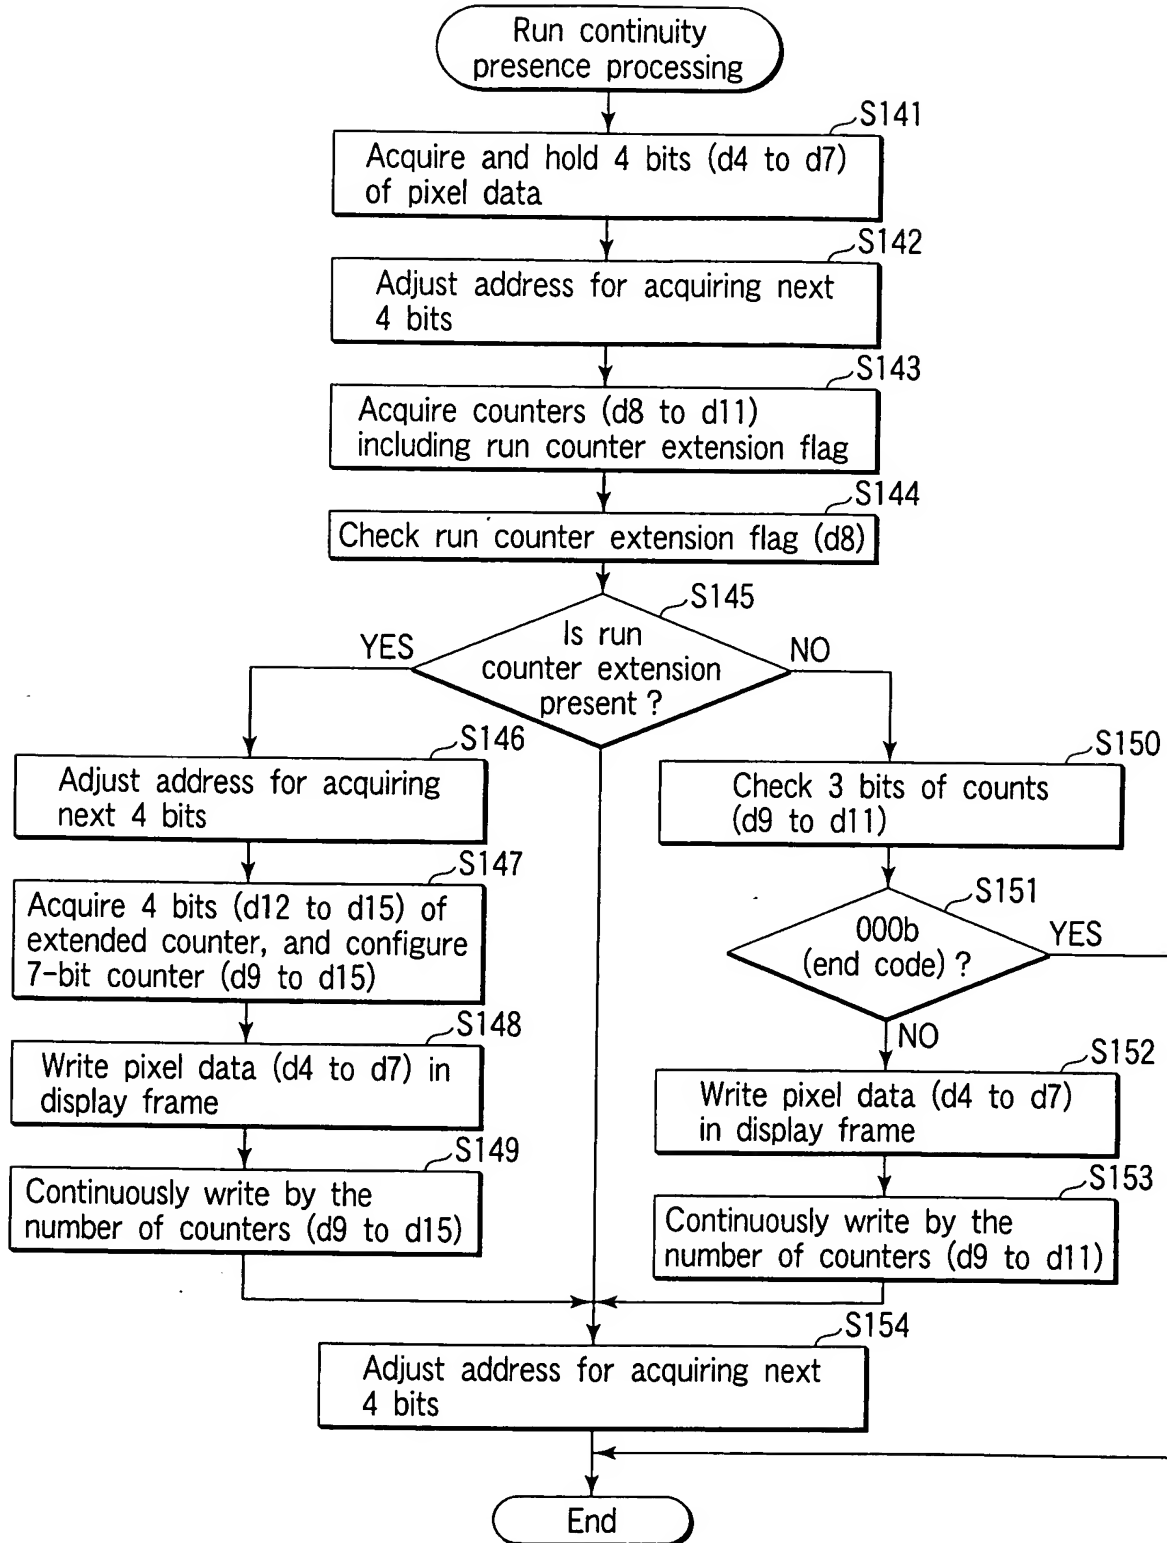 Run continuity
presence processing
S141
Acquire and hold 4 bits (d4 to d7)
of pixel data
S142
Adjust address for acquiring next
4 bits
S143
Acquire counters (d8 to d11)
including run counter extension flag
S144
Check run counter extension flag (d8)
S145
Is run
counter extension
present ?
YES
NO
S146
Adjust address for acquiring
next 4 bits
S147
Acquire 4 bits (d12 to d15) of
extended counter, and configure
7-bit counter (d9 to d15)
S148
Write pixel data (d4 to d7) in
display frame
S149
Continuously write by the
number of counters (d9 to d15)
S150
Check 3 bits of counts
(d9 to d11)
S151
000b
(end code) ?
YES
NO
S152
Write pixel data (d4 to d7)
in display frame
S153
Continuously write by the
number of counters (d9 to d11)
S154
Adjust address for acquiring next
4 bits
End